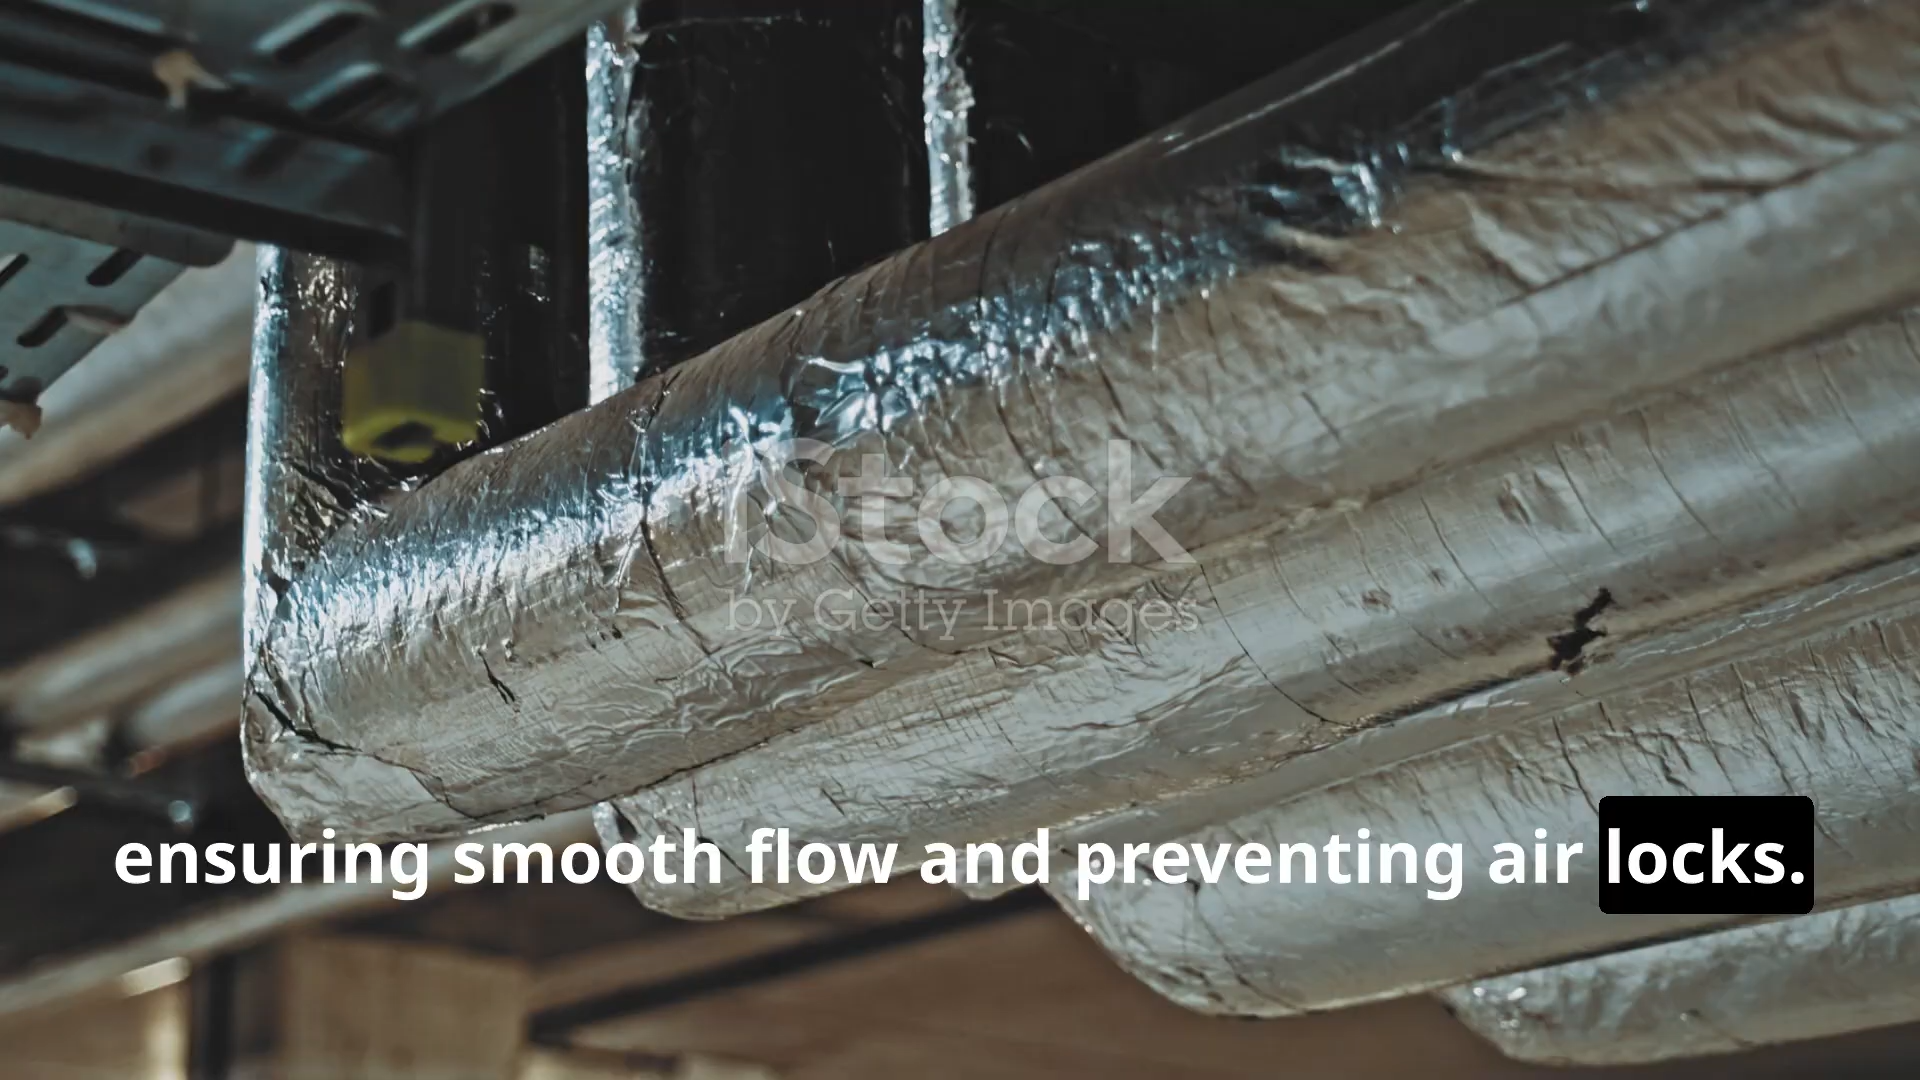 iStock
by Getty Images
ensuring smooth flow and preventing air locks.